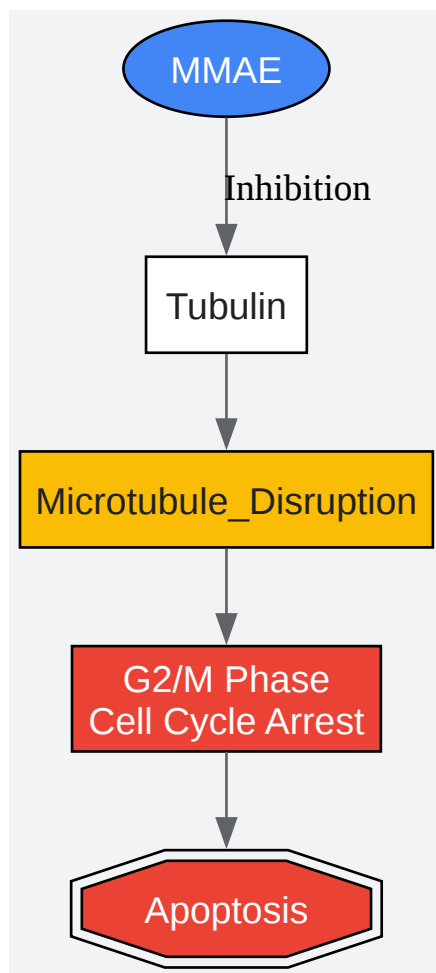 MMAE
Inhibition
Tubulin
Microtubule_Disruption
G2/M Phase
Cell Cycle Arrest
Apoptosis